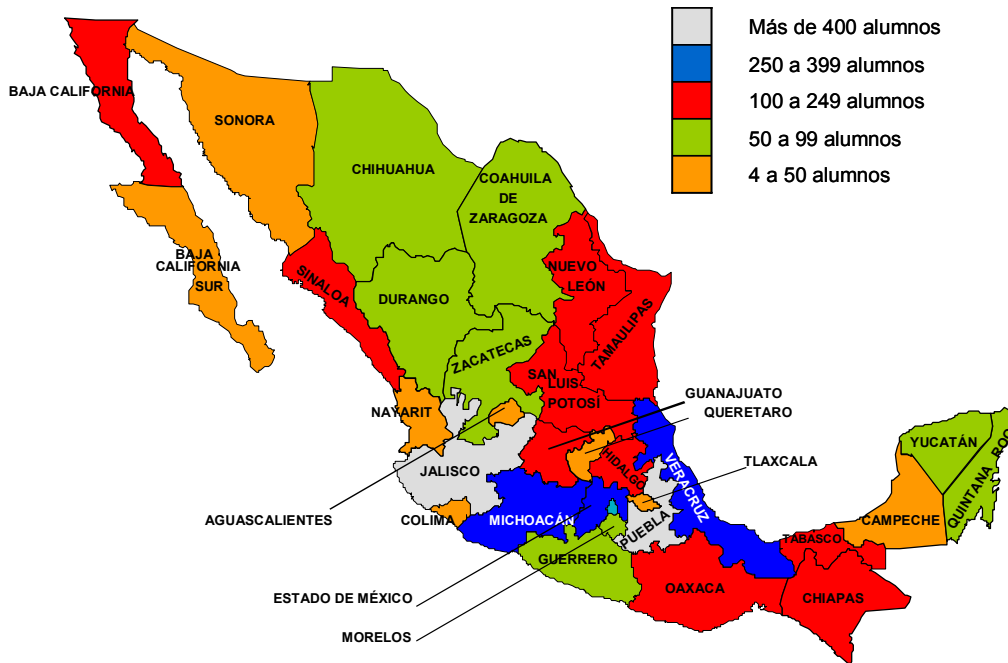 Más de 400 alumnos
250 a 399 alumnos
100 a 249 alumnos
50 a 99 alumnos
4 a 50 alumnos
BAJA CALIFORNIA
SONORA
CHIHUAHUA
COAHUILA
DE
ZARAGOZA
BAJA
CALIFORNIA
SUR
SINALOA
DURANGO
NUEVO
LEÓN
TAMAULIPAS
ZACATECAS
SAN
LUIS
POTOSÍ
NAYARIT
GUANAJUATO
QUERETARO
JALISCO
HIDALGO
VERACRUZ
TLAXCALA
YUCATÁN
QUINTANA ROO
AGUASCALIENTES
COLIMA
MICHOACÁN
PUEBLA
CAMPECHE
TABASCO
GUERRERO
OAXACA
CHIAPAS
ESTADO DE MÉXICO
MORELOS